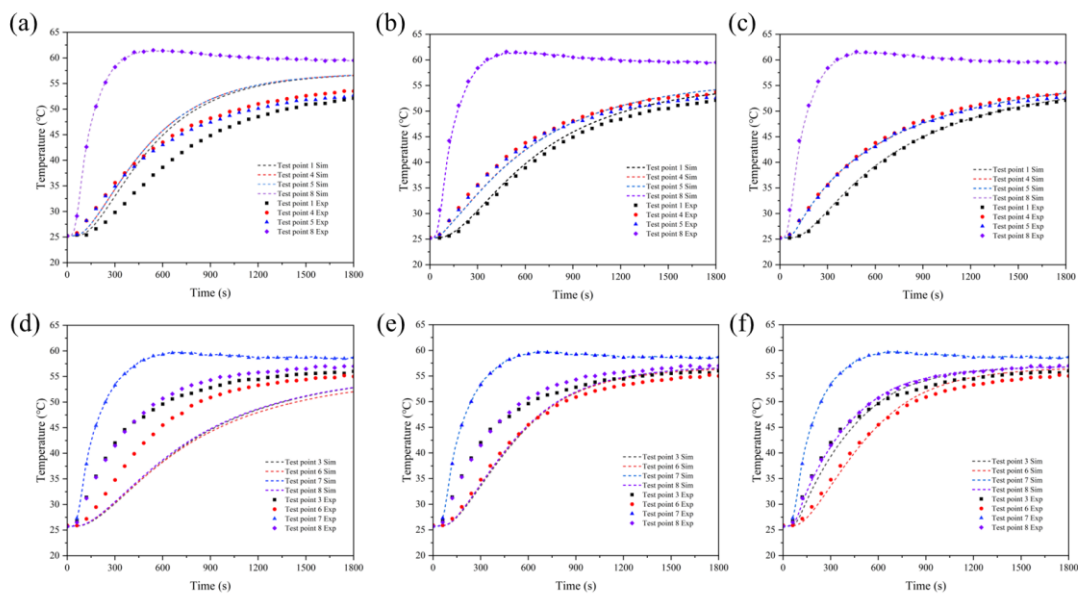 (a)
65
60
55
50
45
40
35
30
25
20
Temperature (°C)
Test point 1 Sim
Test point 4 Sim
Test point 5 Sim
Test point 8 Sim
Test point 1 Exp
Test point 4 Exp
Test point 5 Exp
Test point 8 Exp
0 300 600 900 1200 1500 1800
Time (s)
(b)
65
60
55
50
45
40
35
30
25
20
Temperature (°C)
Test point 1 Sim
Test point 4 Sim
Test point 5 Sim
Test point 8 Sim
Test point 1 Exp
Test point 4 Exp
Test point 5 Exp
Test point 8 Exp
0 300 600 900 1200 1500 1800
Time (s)
(c)
65
60
55
50
45
40
35
30
25
20
Temperature (°C)
Test point 1 Sim
Test point 4 Sim
Test point 5 Sim
Test point 8 Sim
Test point 1 Exp
Test point 4 Exp
Test point 5 Exp
Test point 8 Exp
0 300 600 900 1200 1500 1800
Time (s)
(d)
65
60
55
50
45
40
35
30
25
20
Temperature (°C)
Test point 3 Sim
Test point 6 Sim
Test point 7 Sim
Test point 8 Sim
Test point 3 Exp
Test point 6 Exp
Test point 7 Exp
Test point 8 Exp
0 300 600 900 1200 1500 1800
Time (s)
(e)
65
60
55
50
45
40
35
30
25
20
Temperature (°C)
Test point 3 Sim
Test point 6 Sim
Test point 7 Sim
Test point 8 Sim
Test point 3 Exp
Test point 6 Exp
Test point 7 Exp
Test point 8 Exp
0 300 600 900 1200 1500 1800
Time (s)
(f)
65
60
55
50
45
40
35
30
25
20
Temperature (°C)
Test point 3 Sim
Test point 6 Sim
Test point 7 Sim
Test point 8 Sim
Test point 3 Exp
Test point 6 Exp
Test point 7 Exp
Test point 8 Exp
0 300 600 900 1200 1500 1800
Time (s)